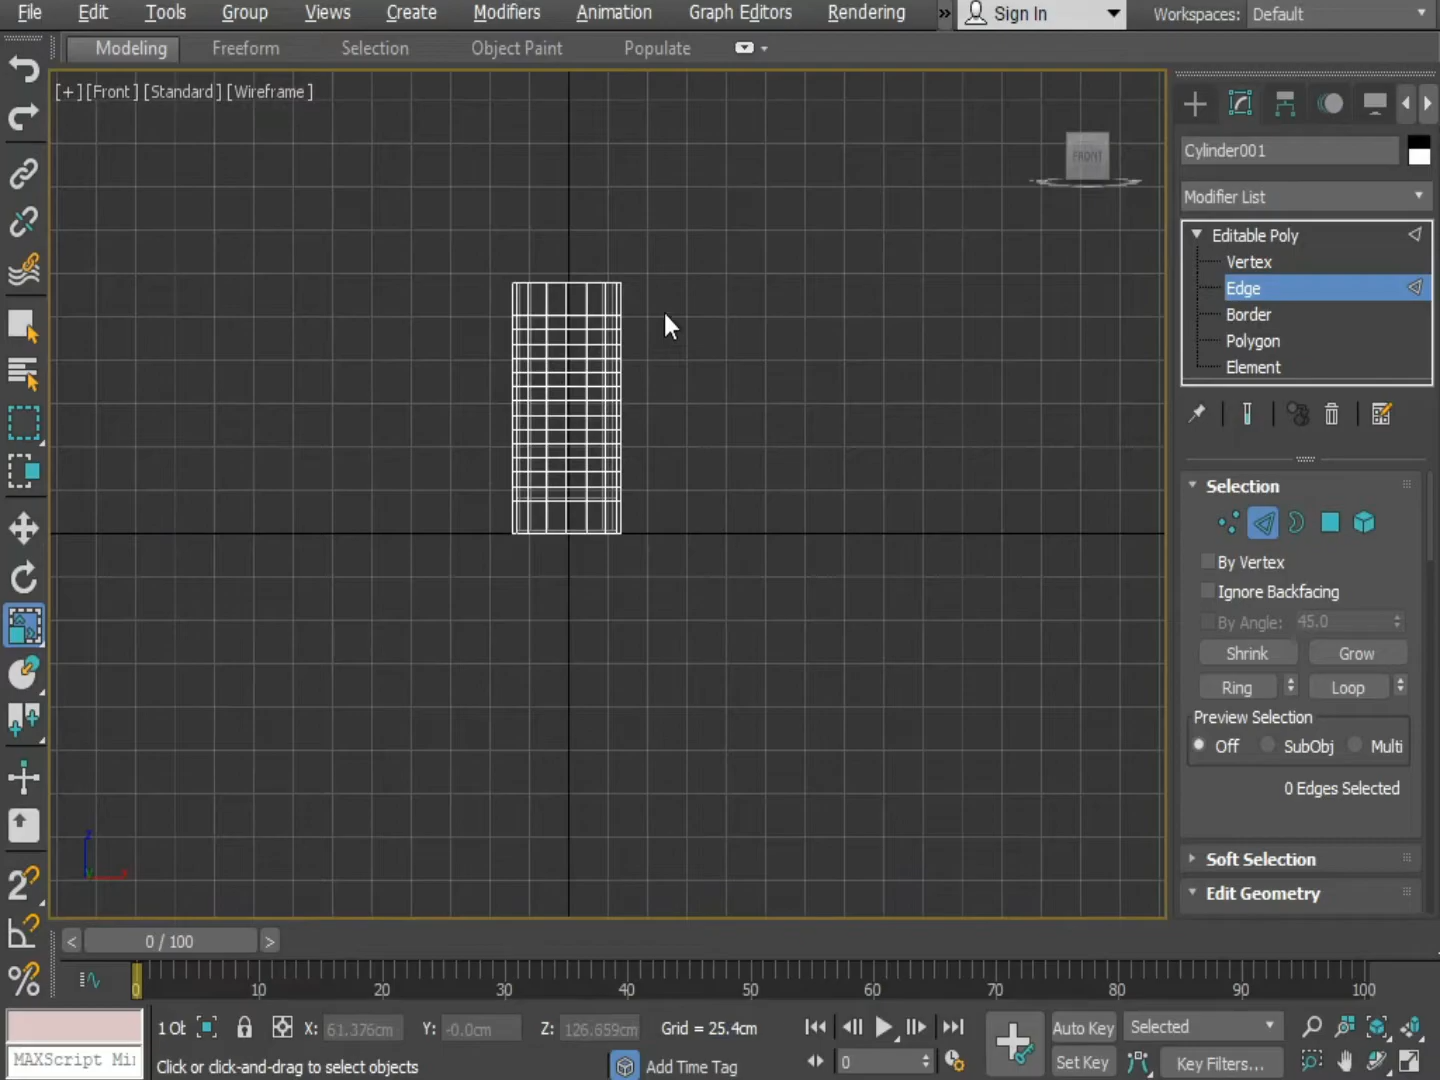 File Edit Tools Group Views Create Modifiers Animation Graph Editors Rendering » Sign In Workspaces: Default
Modeling Freeform Selection Object Paint Populate
[+] [Front] [Standard] [Wireframe]
FRONT
Cylinder001
Modifier List
Editable Poly
Vertex
Edge
Border
Polygon
Element
Selection
By Vertex
Ignore Backfacing
By Angle: 45.0
Shrink Grow
Ring Loop
Preview Selection
Off SubObj Multi
0 Edges Selected
Soft Selection
Edit Geometry
z
x
< 0 / 100 >
0 10 20 30 40 50 60 70 80 90 100
1 Ob X: 61.376cm Y: -0.0cm Z: 126.659cm Grid = 25.4cm Auto Key Selected
MAXScript Mi Click or click-and-drag to select objects Add Time Tag 0 Set Key Key Filters...